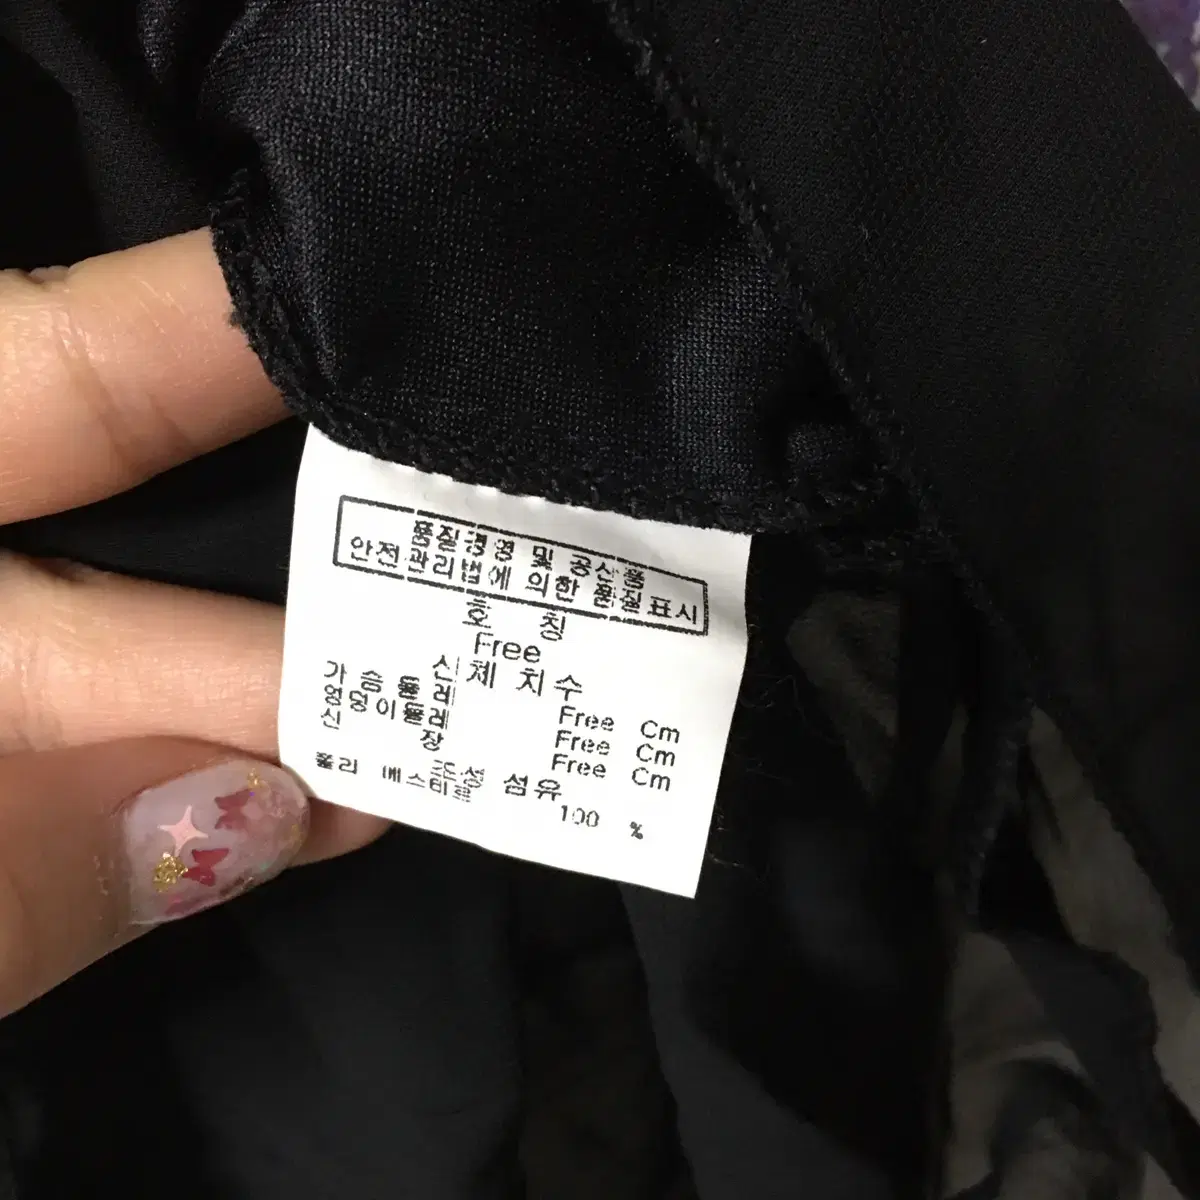 품질경영 및 공산품
안전관리법에 의한 품질표시
호 칭
Free
신체 치수
가슴둘레 Free Cm
엉덩이둘레 Free Cm
신 장 Free Cm
조성 섬유
폴리 에스테르 100 %